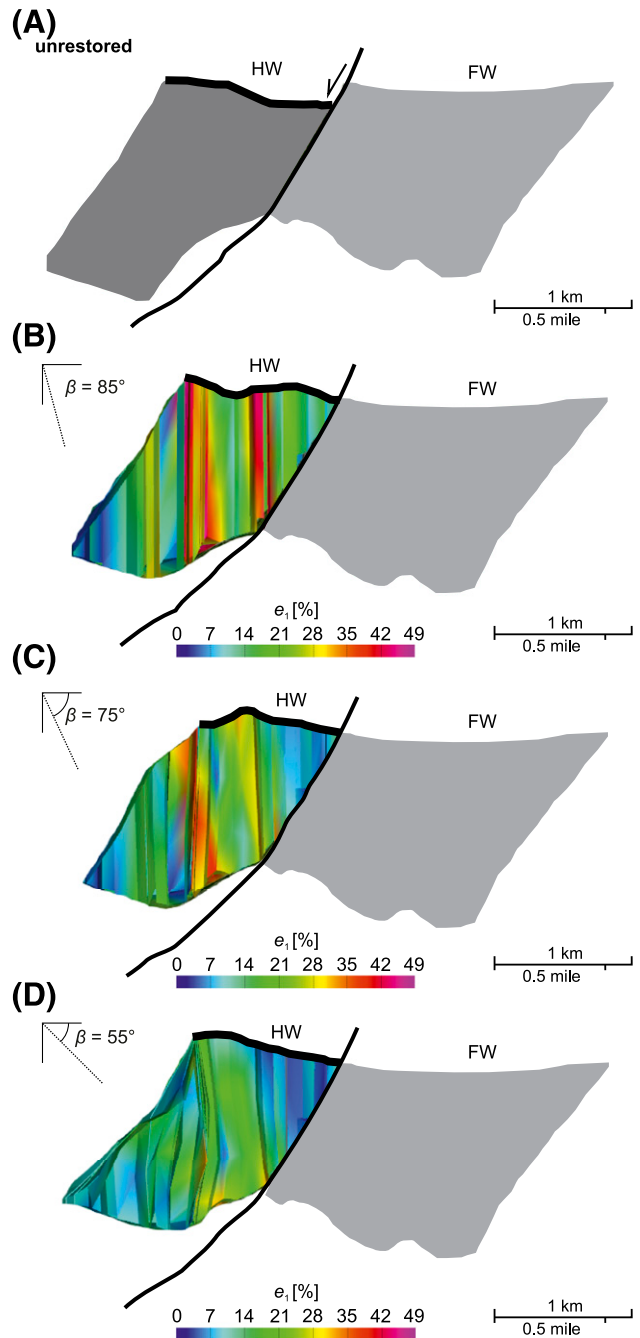 (A)
unrestored
HW
FW
1 km
0.5 mile
(B)
β = 85°
HW
FW
e1 [%]
0 7 14 21 28 35 42 49
1 km
0.5 mile
(C)
β = 75°
HW
FW
e1 [%]
0 7 14 21 28 35 42 49
1 km
0.5 mile
(D)
β = 55°
HW
FW
e1 [%]
0 7 14 21 28 35 42 49
1 km
0.5 mile